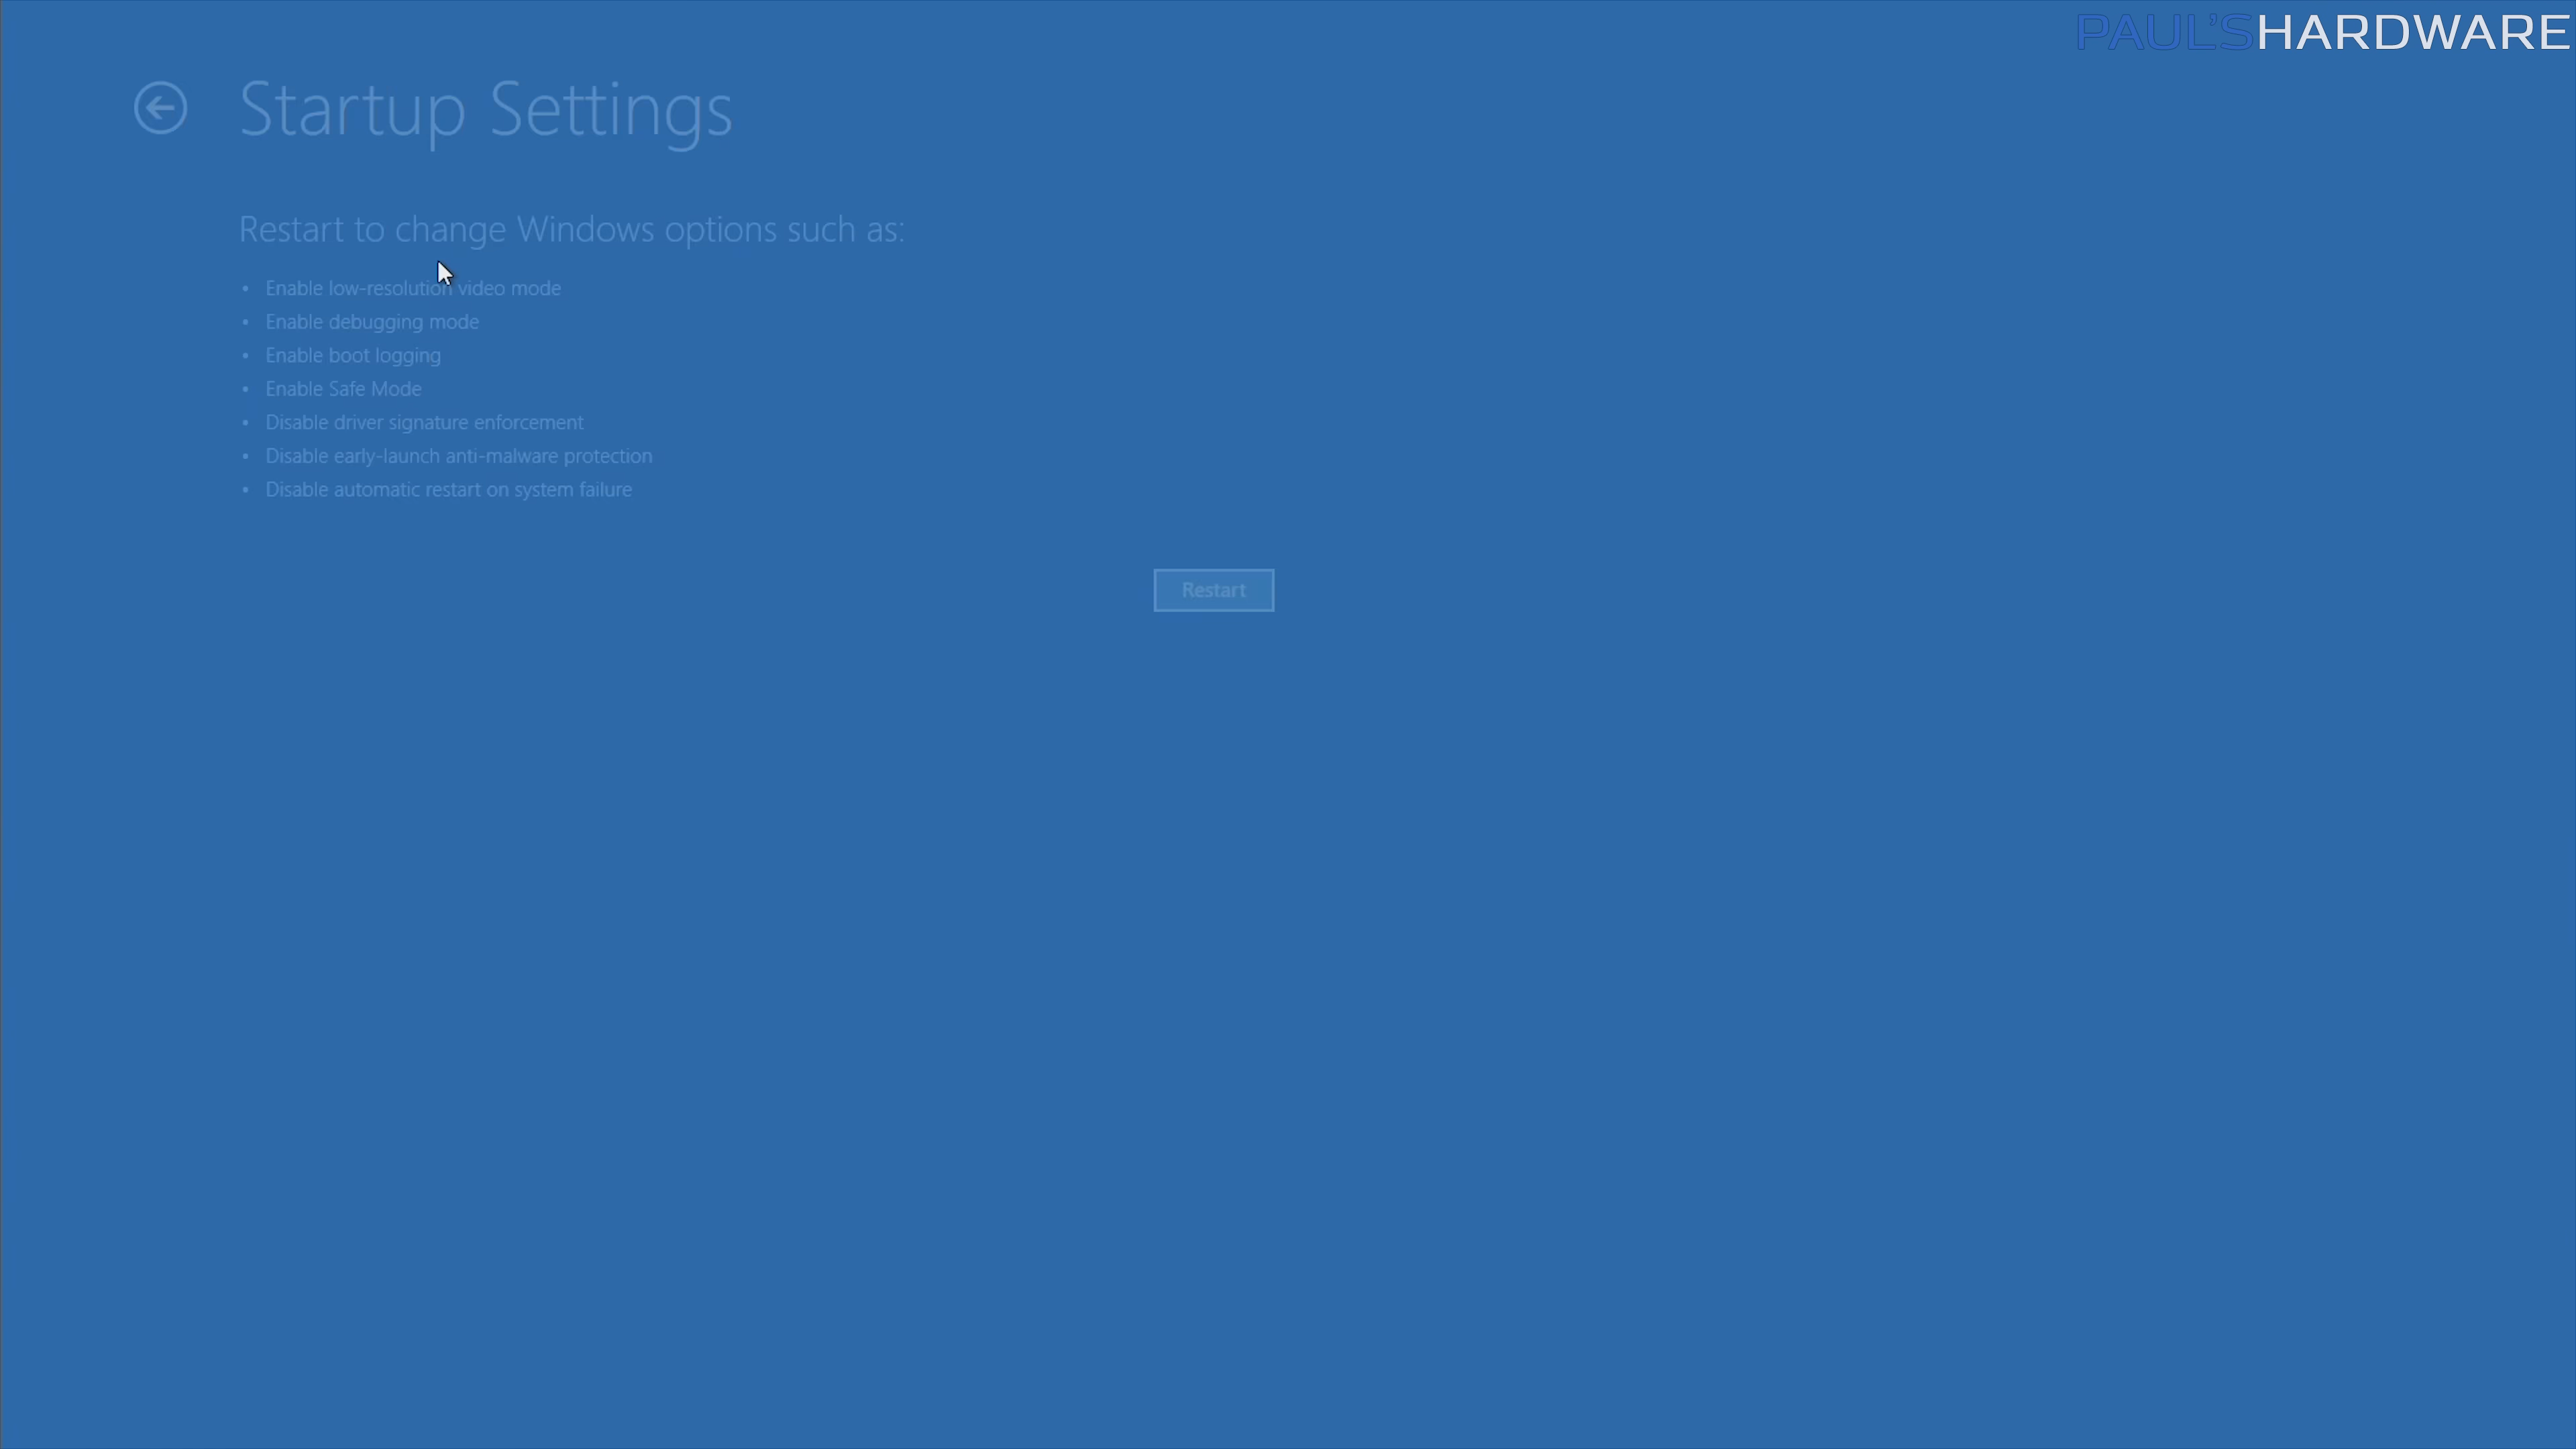 PAUL'SHARDWARE
Startup Settings
Restart to change Windows options such as:
• Enable low-resolution video mode
• Enable debugging mode
• Enable boot logging
• Enable Safe Mode
• Disable driver signature enforcement
• Disable early-launch anti-malware protection
• Disable automatic restart on system failure
Restart